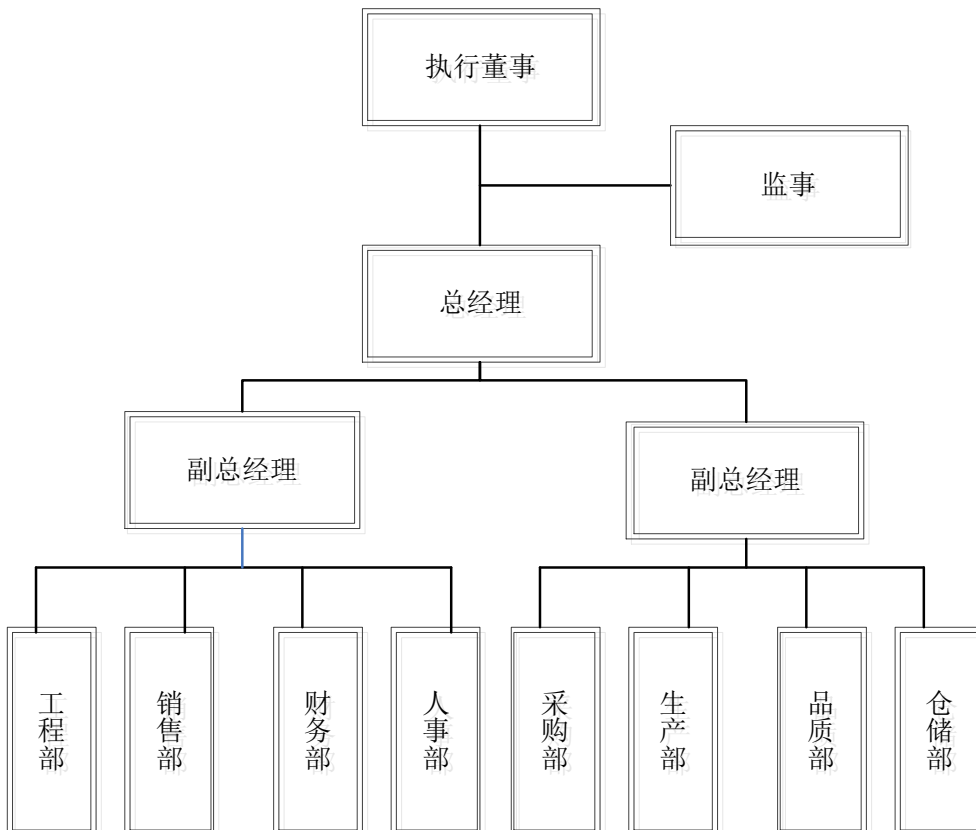 执行董事
监事
总经理
副总经理
副总经理
工程部
销售部
财务部
人事部
采购部
生产部
品质部
仓储部